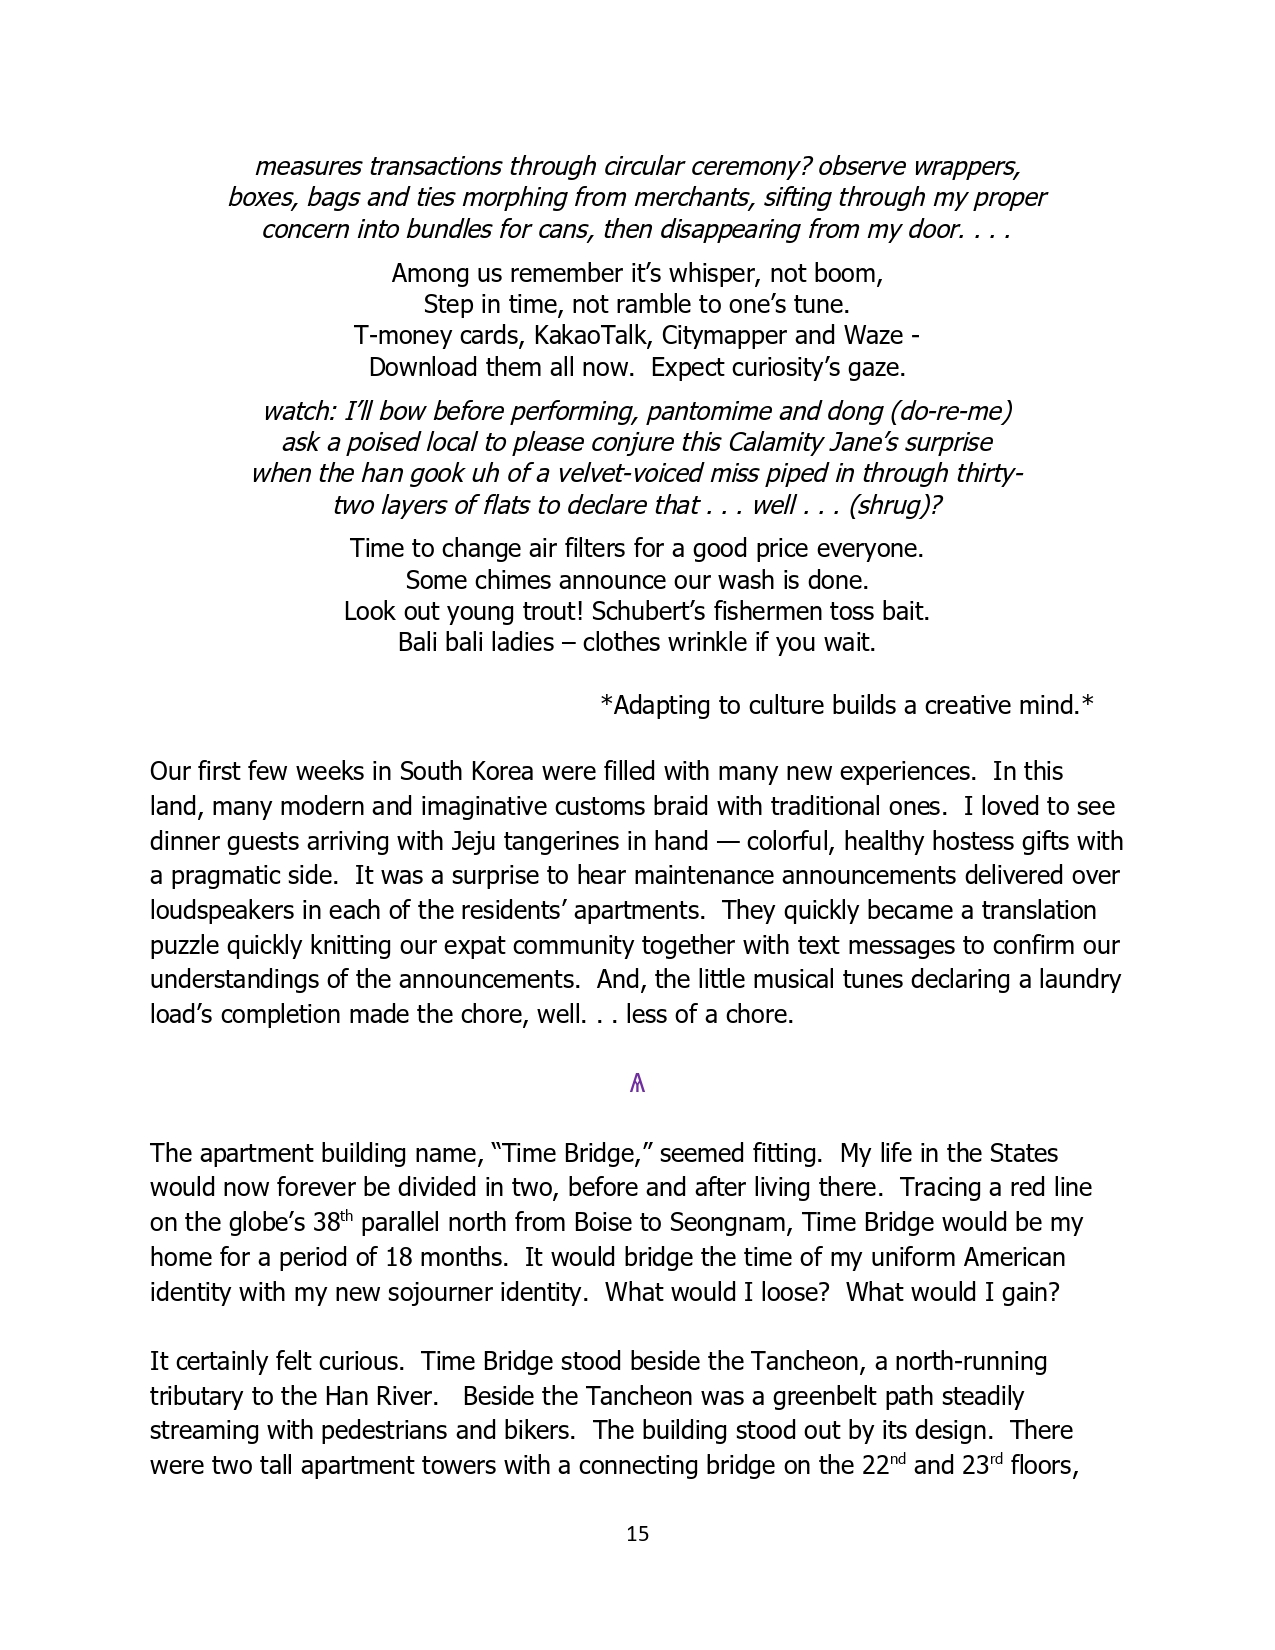 measures transactions through circular ceremony? observe wrappers,
boxes, bags and ties morphing from merchants, sifting through my proper
concern into bundles for cans, then disappearing from my door. . . .
Among us remember it’s whisper, not boom,
Step in time, not ramble to one’s tune.
T-money cards, KakaoTalk, Citymapper and Waze -
Download them all now.  Expect curiosity’s gaze.
watch: I’ll bow before performing, pantomime and dong (do-re-me)
ask a poised local to please conjure this Calamity Jane’s surprise
when the han gook uh of a velvet-voiced miss piped in through thirty-
two layers of flats to declare that . . . well . . . (shrug)?
Time to change air filters for a good price everyone.
Some chimes announce our wash is done.
Look out young trout! Schubert’s fishermen toss bait.
Bali bali ladies – clothes wrinkle if you wait.
*Adapting to culture builds a creative mind.*
Our first few weeks in South Korea were filled with many new experiences.  In this
land, many modern and imaginative customs braid with traditional ones.  I loved to see
dinner guests arriving with Jeju tangerines in hand — colorful, healthy hostess gifts with
a pragmatic side.  It was a surprise to hear maintenance announcements delivered over
loudspeakers in each of the residents’ apartments.  They quickly became a translation
puzzle quickly knitting our expat community together with text messages to confirm our
understandings of the announcements.  And, the little musical tunes declaring a laundry
load’s completion made the chore, well. . . less of a chore.
The apartment building name, “Time Bridge,” seemed fitting.  My life in the States
would now forever be divided in two, before and after living there.  Tracing a red line
on the globe’s 38th parallel north from Boise to Seongnam, Time Bridge would be my
home for a period of 18 months.  It would bridge the time of my uniform American
identity with my new sojourner identity.  What would I loose?  What would I gain?
It certainly felt curious.  Time Bridge stood beside the Tancheon, a north-running
tributary to the Han River.   Beside the Tancheon was a greenbelt path steadily
streaming with pedestrians and bikers.  The building stood out by its design.  There
were two tall apartment towers with a connecting bridge on the 22nd and 23rd floors,
15